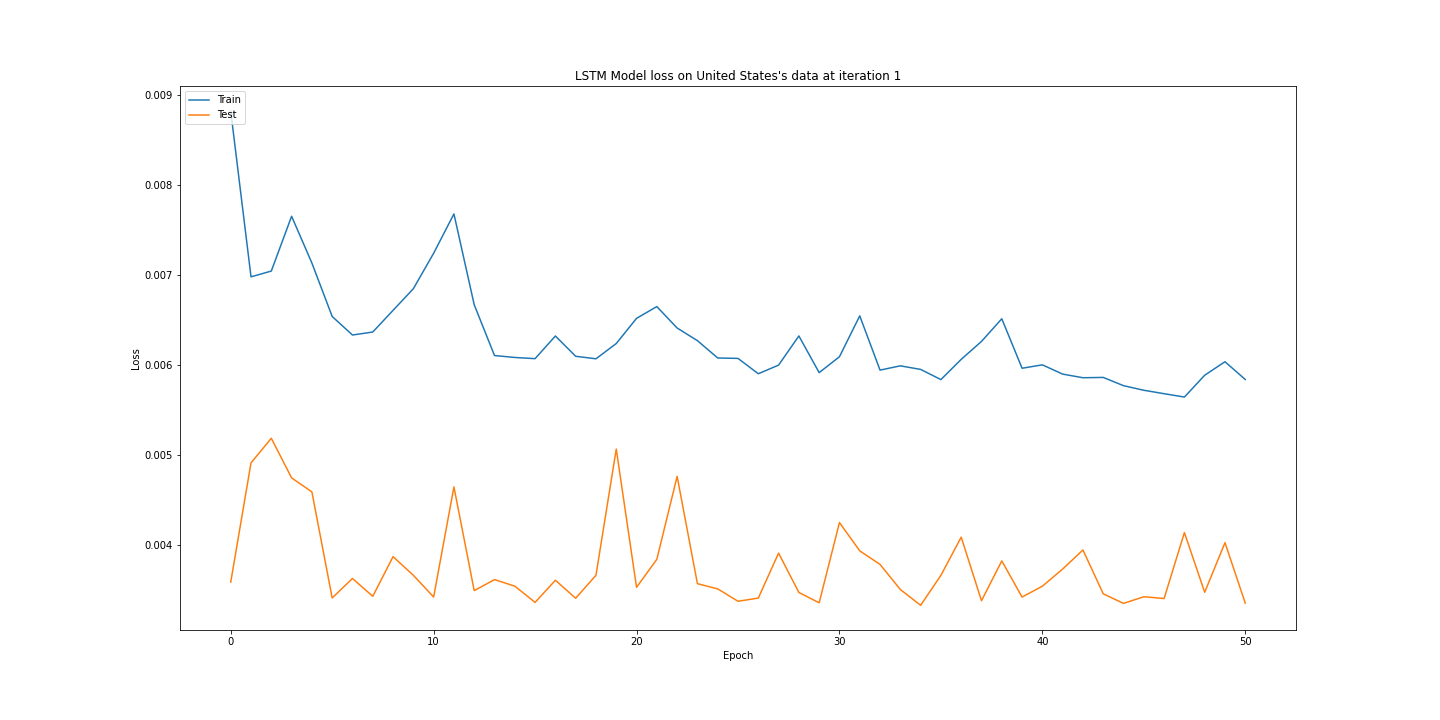 LSTM Model loss on United States's data at iteration 1
Train
Test
0.009
0.008
0.007
0.006
0.005
0.004
Loss
0 10 20 30 40 50
Epoch